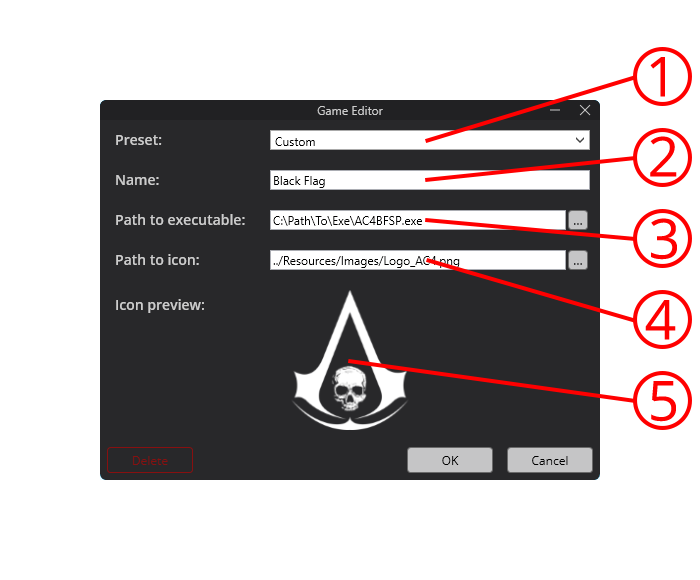 1
Game Editor
Preset:
Custom
2
Name:
Black Flag
Path to executable:
C:\Path\To\Exe\AC4BFSP.exe
...
3
Path to icon:
../Resources/Images/Logo_AC4.png
...
4
Icon preview:
5
Delete
OK
Cancel